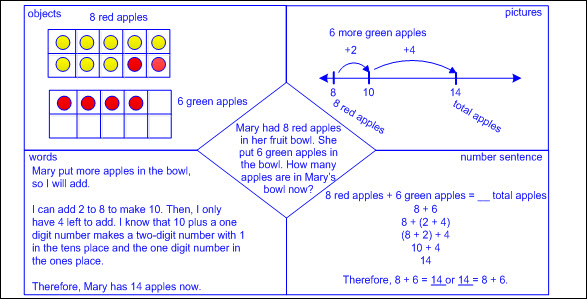 objects
8 red apples
6 green apples
pictures
6 more green apples
+2
+4
8
10
14
8 red apples
total apples
Mary had 8 red apples
in her fruit bowl. She
put 6 green apples in
the bowl. How many
apples are in Mary's
bowl now?
words
Mary put more apples in the bowl,
so I will add.
I can add 2 to 8 to make 10. Then, I only
have 4 left to add. I know that 10 plus a one
digit number makes a two-digit number with 1
in the tens place and the one digit number in
the ones place.
Therefore, Mary has 14 apples now.
number sentence
8 red apples + 6 green apples = __ total apples
8 + 6
8 + (2 + 4)
(8 + 2) + 4
10 + 4
14
Therefore, 8 + 6 = 14 or 14 = 8 + 6.